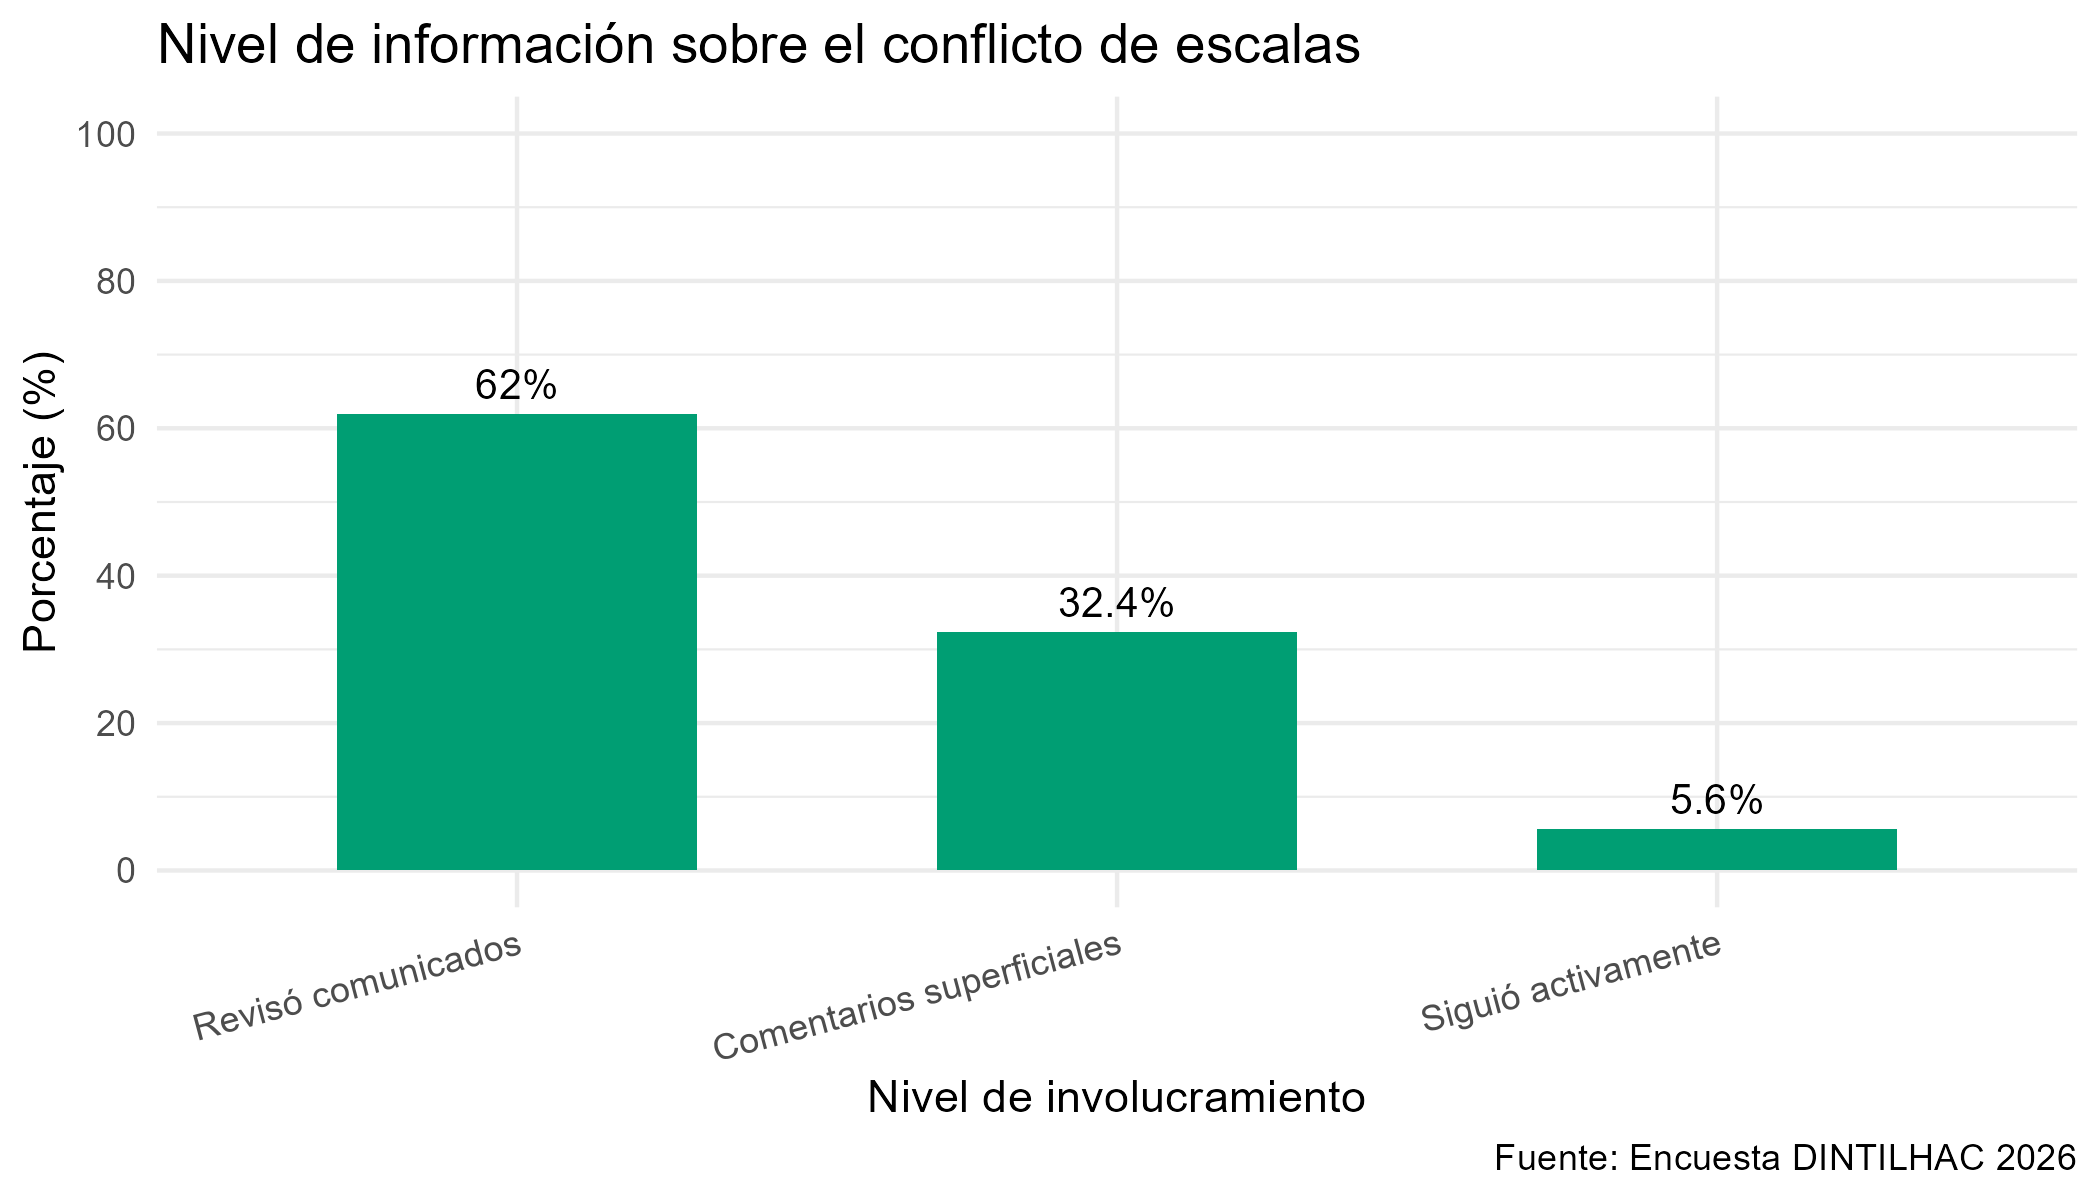 Nivel de información sobre el conflicto de escalas
Porcentaje (%)
100
80
60
40
20
0
62%
32.4%
5.6%
Revisó comunicados
Comentarios superficiales
Siguió activamente
Nivel de involucramiento
Fuente: Encuesta DINTILHAC 2026